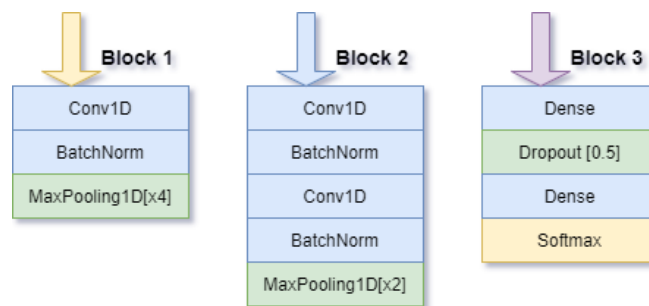 Block 1
Conv1D
BatchNorm
MaxPooling1D[x4]
Block 2
Conv1D
BatchNorm
Conv1D
BatchNorm
MaxPooling1D[x2]
Block 3
Dense
Dropout [0.5]
Dense
Softmax